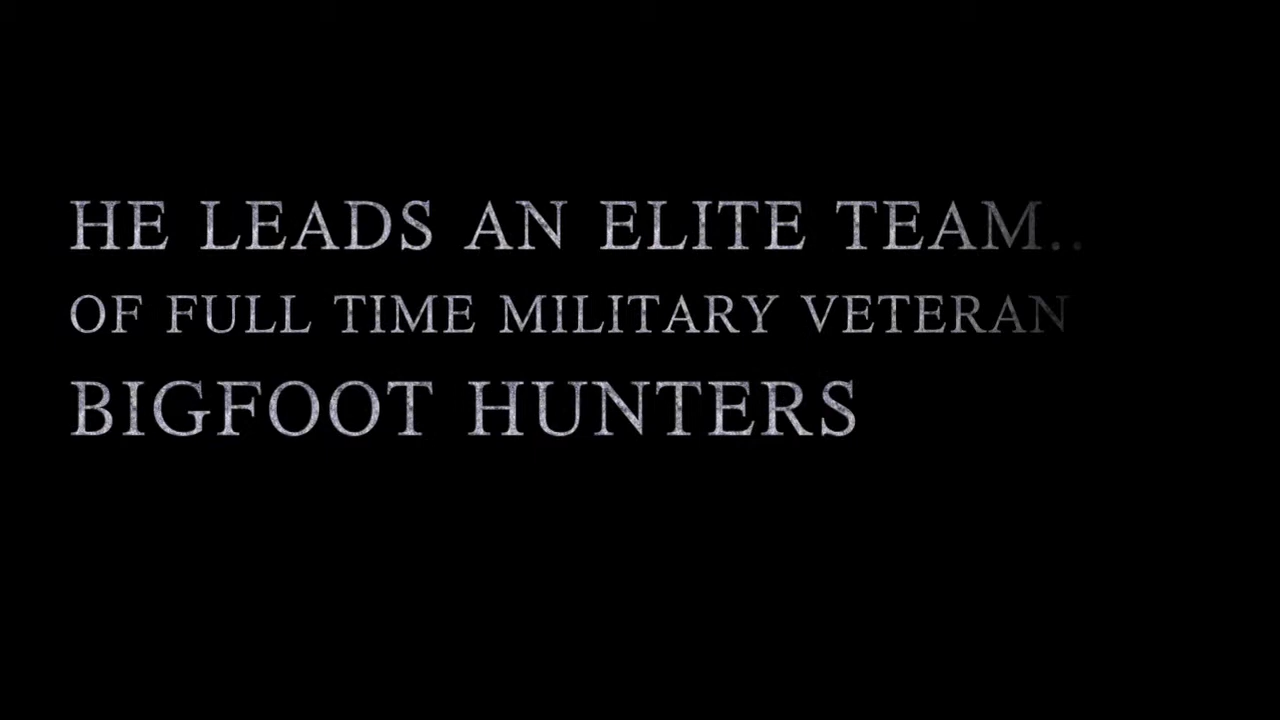 HE LEADS AN ELITE TEAM..
OF FULL TIME MILITARY VETERAN
BIGFOOT HUNTERS